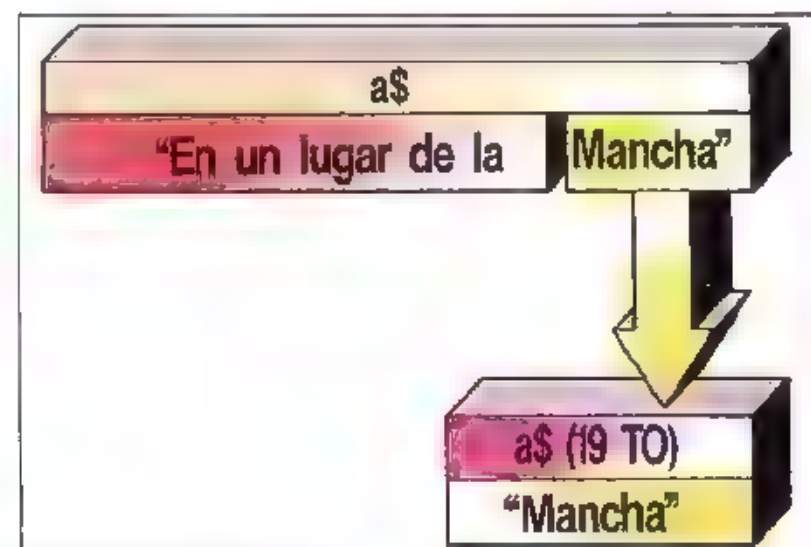 a$
“En un lugar de la Mancha”
a$ (19 TO)
“Mancha”